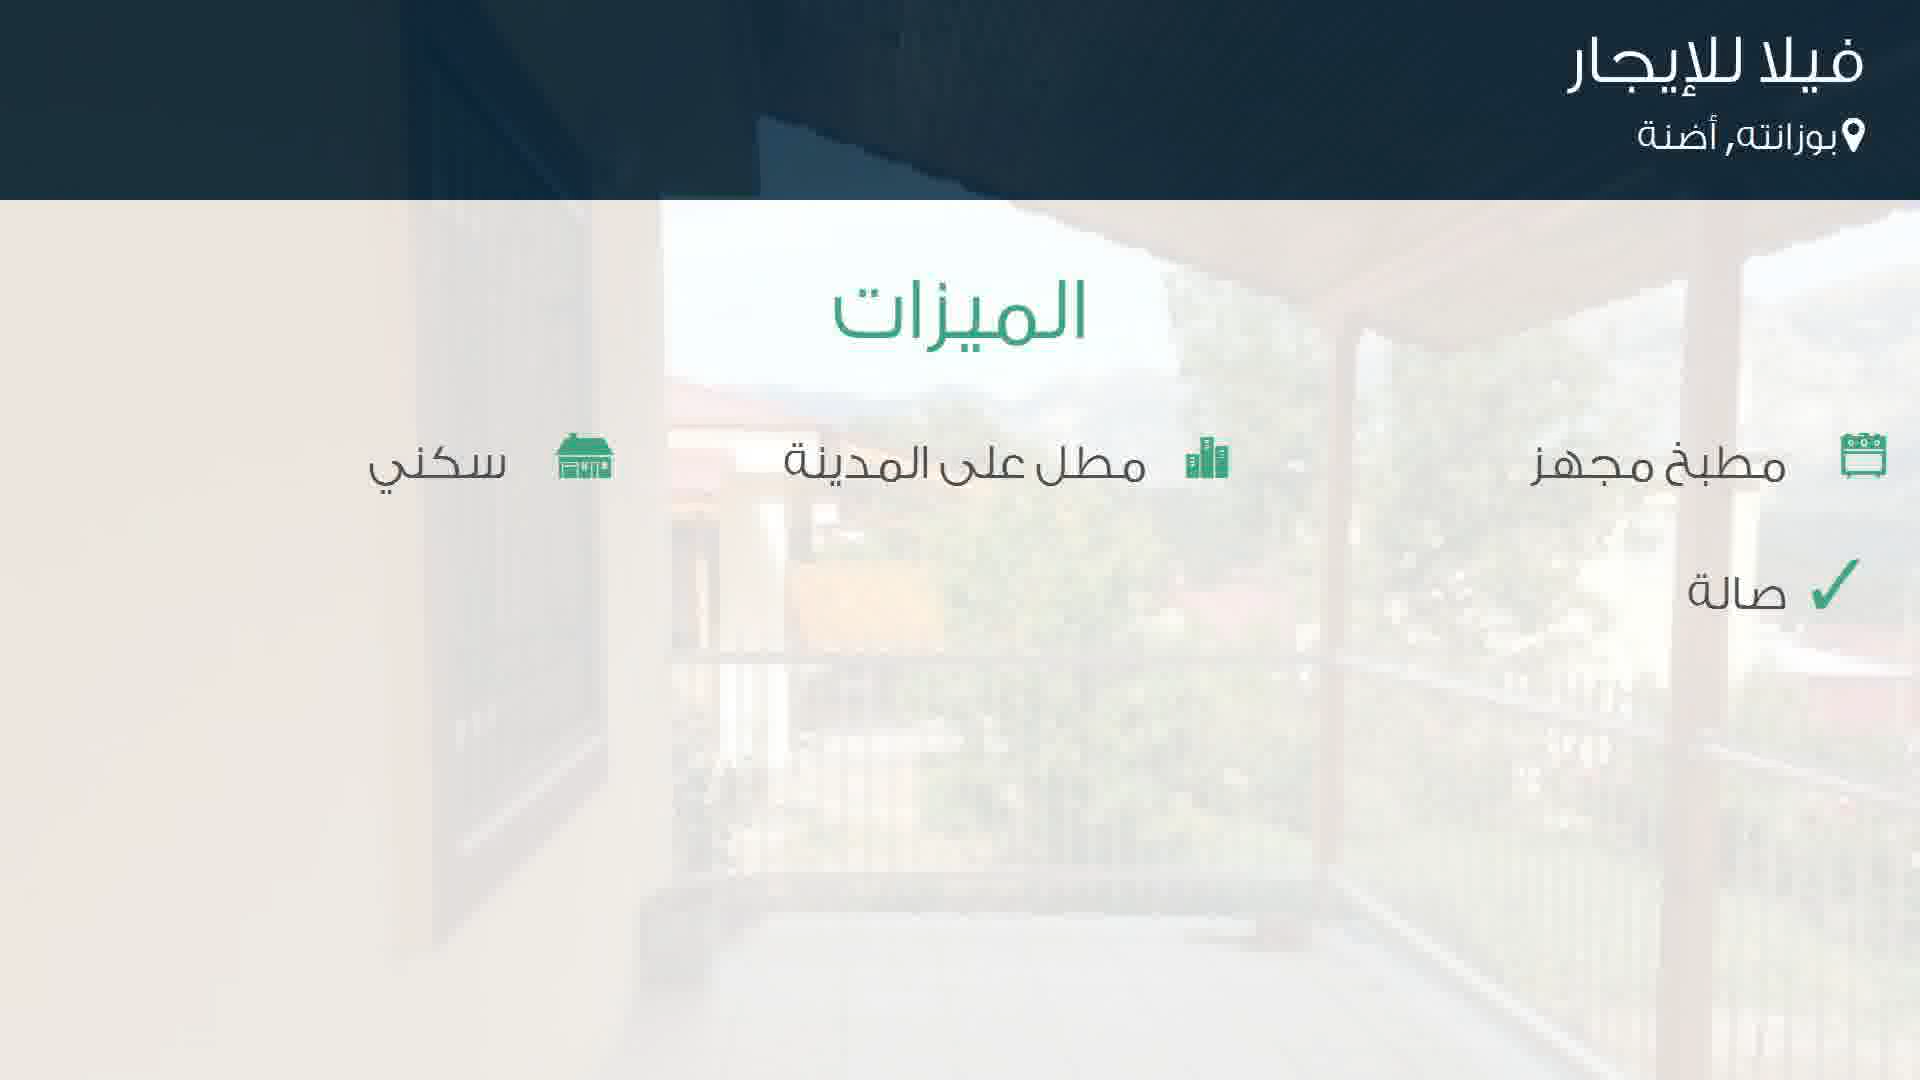 فيلا للإيجار
بوزانته, أضنة
الميزات
مطبخ مجهز
مطل على المدينة
سكني
صالة